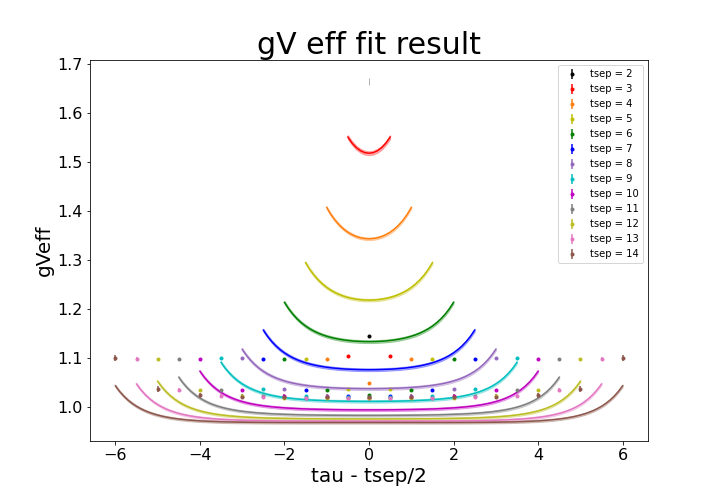 gV eff fit result
gVeff
1.7
1.6
1.5
1.4
1.3
1.2
1.1
1.0
−6
−4
−2
0
2
4
6
tau - tsep/2
tsep = 2
tsep = 3
tsep = 4
tsep = 5
tsep = 6
tsep = 7
tsep = 8
tsep = 9
tsep = 10
tsep = 11
tsep = 12
tsep = 13
tsep = 14